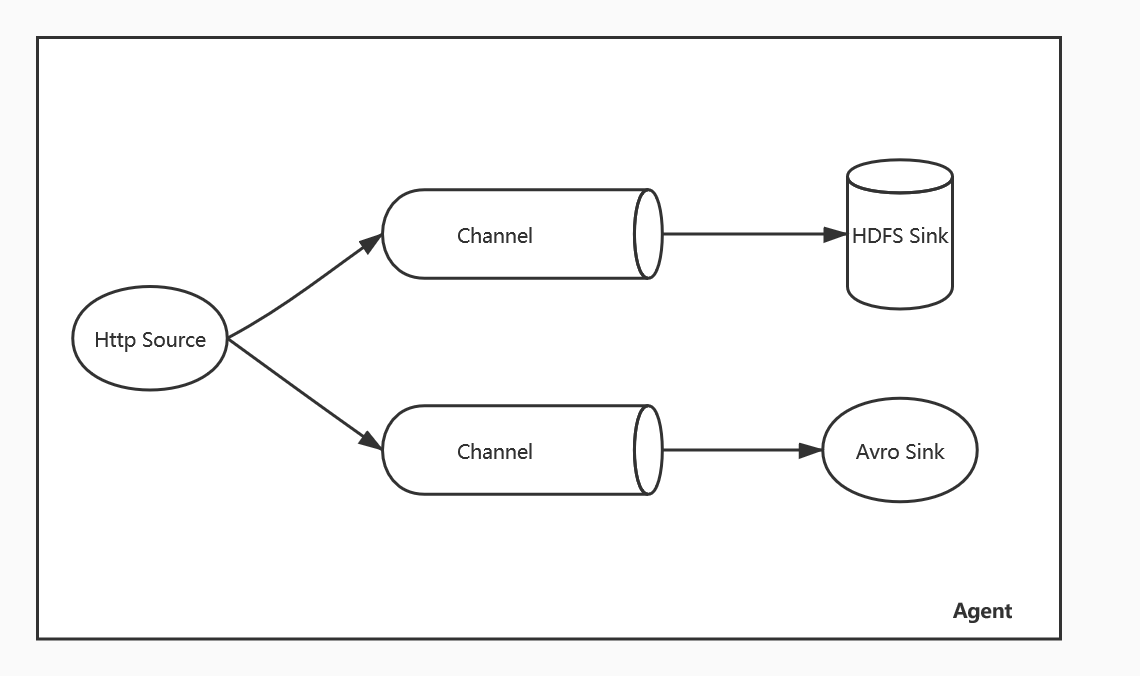 Channel
HDFS Sink
Http Source
Channel
Avro Sink
Agent